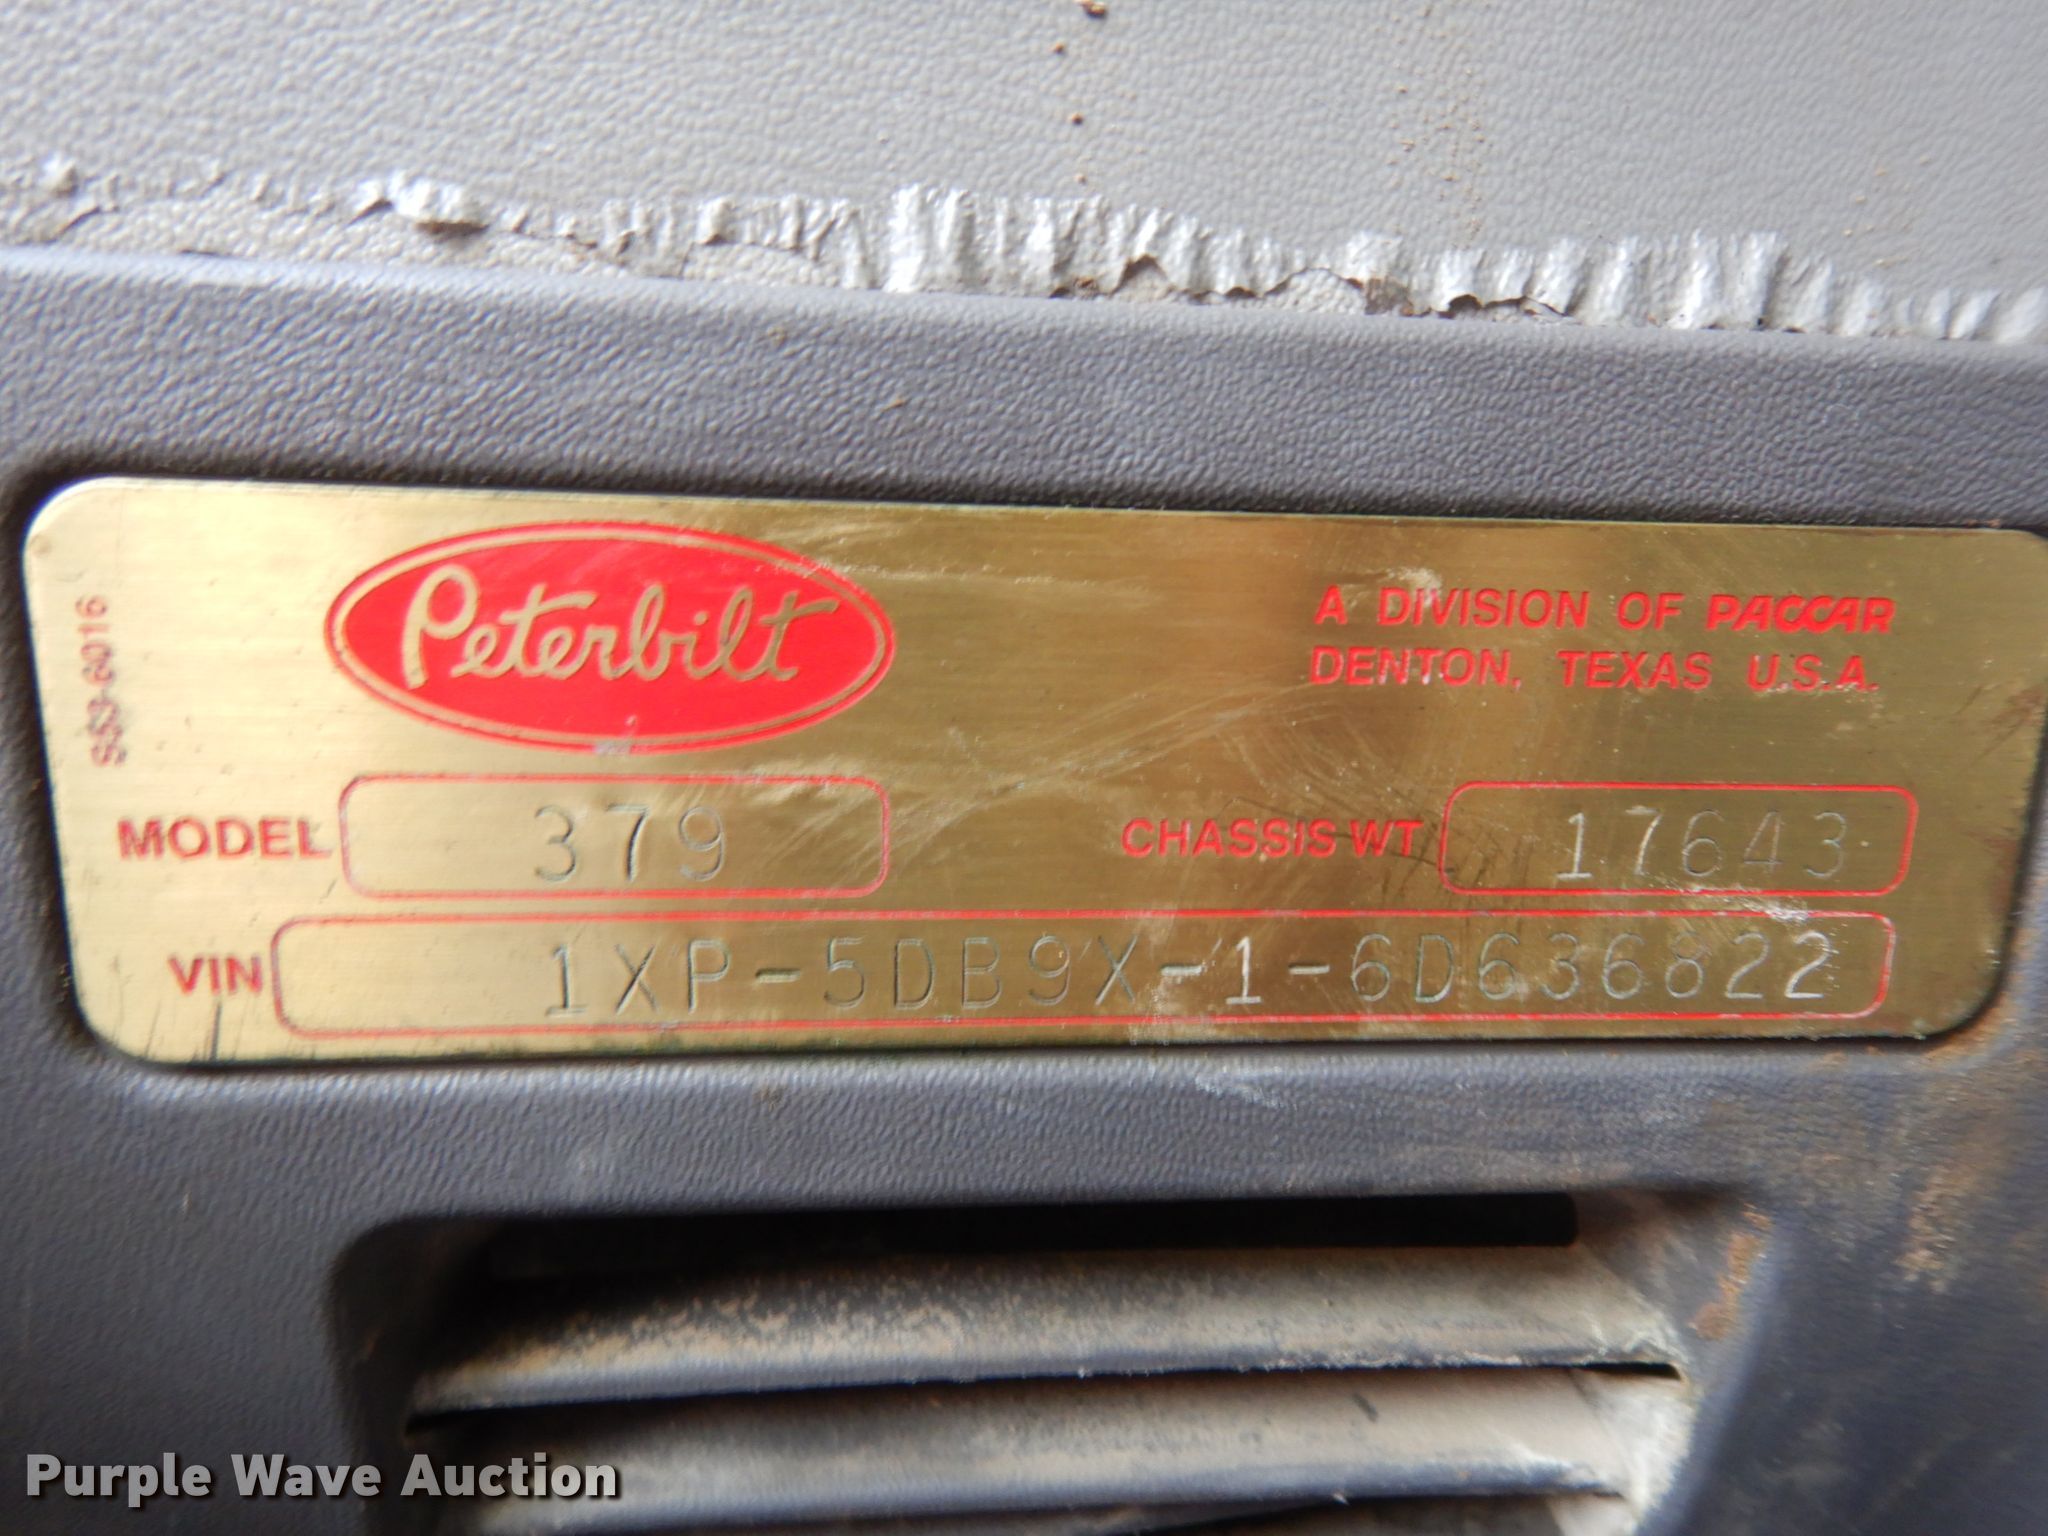 SS3-6016
Peterbilt
A DIVISION OF PACCAR
DENTON, TEXAS U.S.A.
MODEL 379
CHASSIS WT 17643
VIN 1XP-5DB9X-1-6D636822
Purple Wave Auction